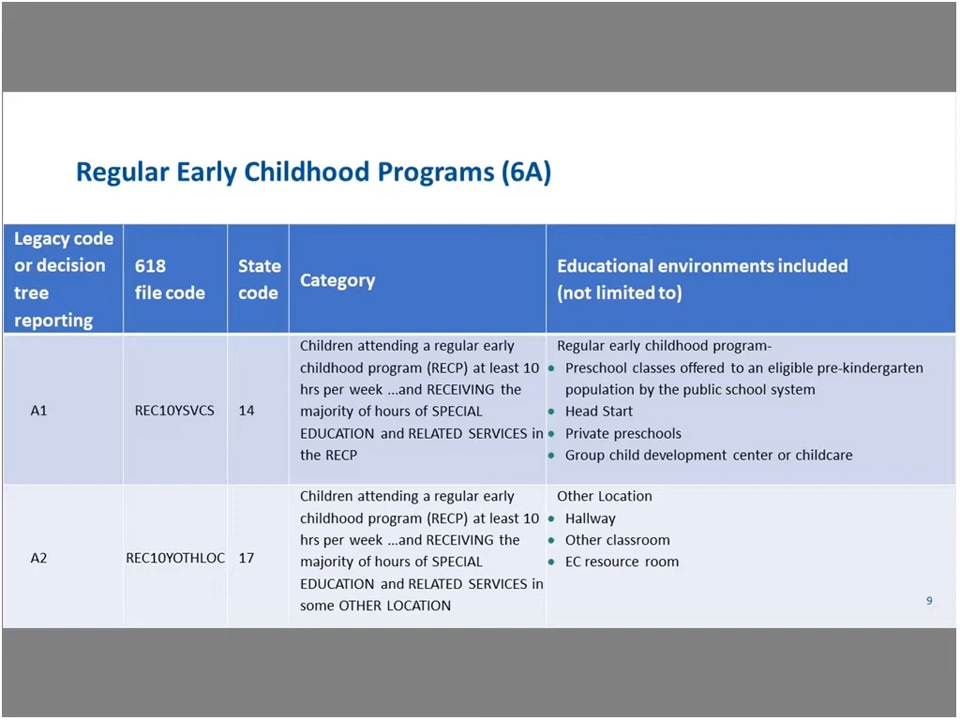 Regular Early Childhood Programs (6A)
Legacy code
or decision
tree
reporting
618
file code
State
code
Category
Educational environments included
(not limited to)
A1
REC10YSVCS
14
Children attending a regular early
childhood program (RECP) at least 10
hrs per week ...and RECEIVING the
majority of hours of SPECIAL
EDUCATION and RELATED SERVICES in
the RECP
Regular early childhood program-
• Preschool classes offered to an eligible pre-kindergarten
population by the public school system
• Head Start
• Private preschools
• Group child development center or childcare
A2
REC10YOTHLOC
17
Children attending a regular early
childhood program (RECP) at least 10
hrs per week ...and RECEIVING the
majority of hours of SPECIAL
EDUCATION and RELATED SERVICES in
some OTHER LOCATION
Other Location
• Hallway
• Other classroom
• EC resource room
9